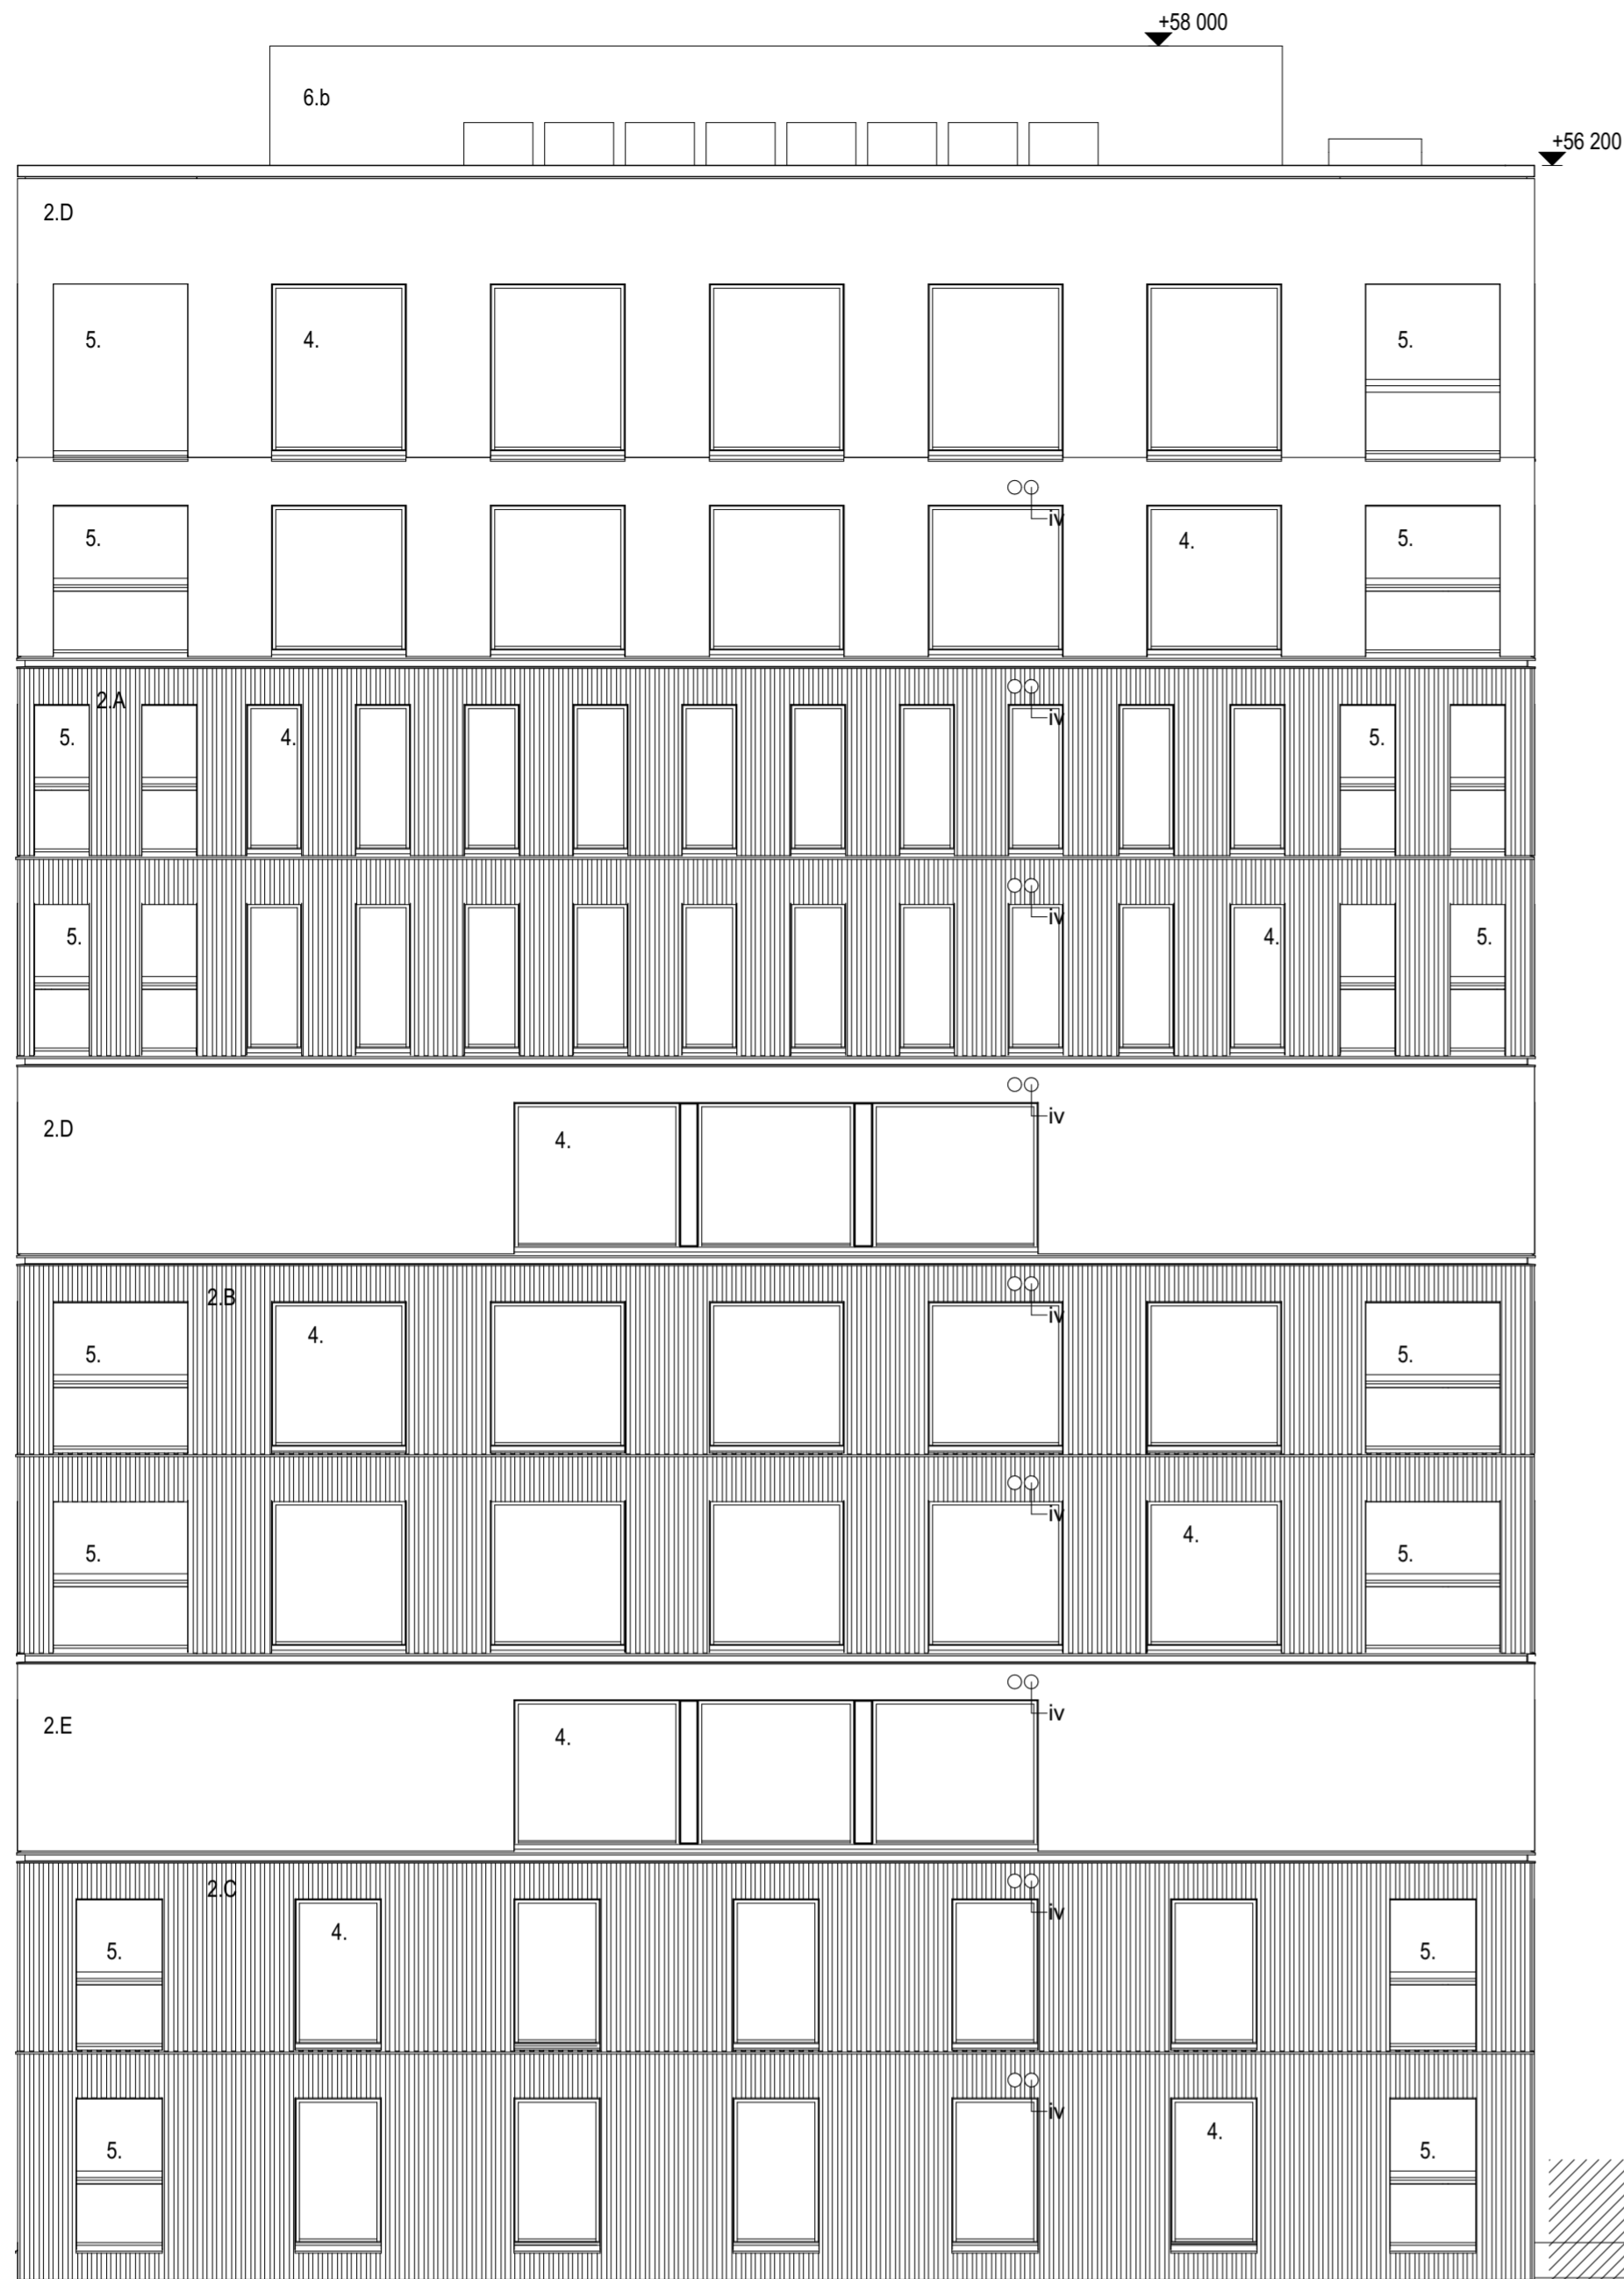 +58 000
6.b
+56 200
2.D
5. 4. 5.
iv
5. 4. 5.
2.A
iv
5. 4. 5.
iv
5. 4. 5.
iv
2.D
4.
2.B
iv
5. 4. 5.
iv
5. 4. 5.
iv
2.E
4.
2.C
iv
5. 4. 5.
iv
5. 4. 5.